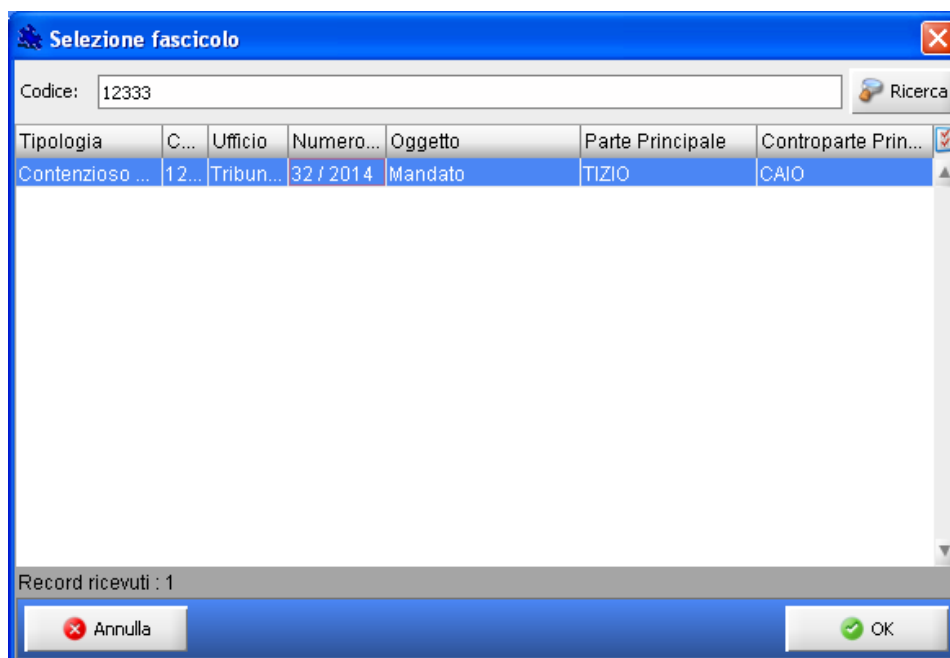 Selezione fascicolo
Codice: 12333 Ricerca
Tipologia C... Ufficio Numero... Oggetto Parte Principale Controparte Prin...
Contenzioso ... 12... Tribun... 32 / 2014 Mandato TIZIO CAIO
Record ricevuti : 1
Annulla OK